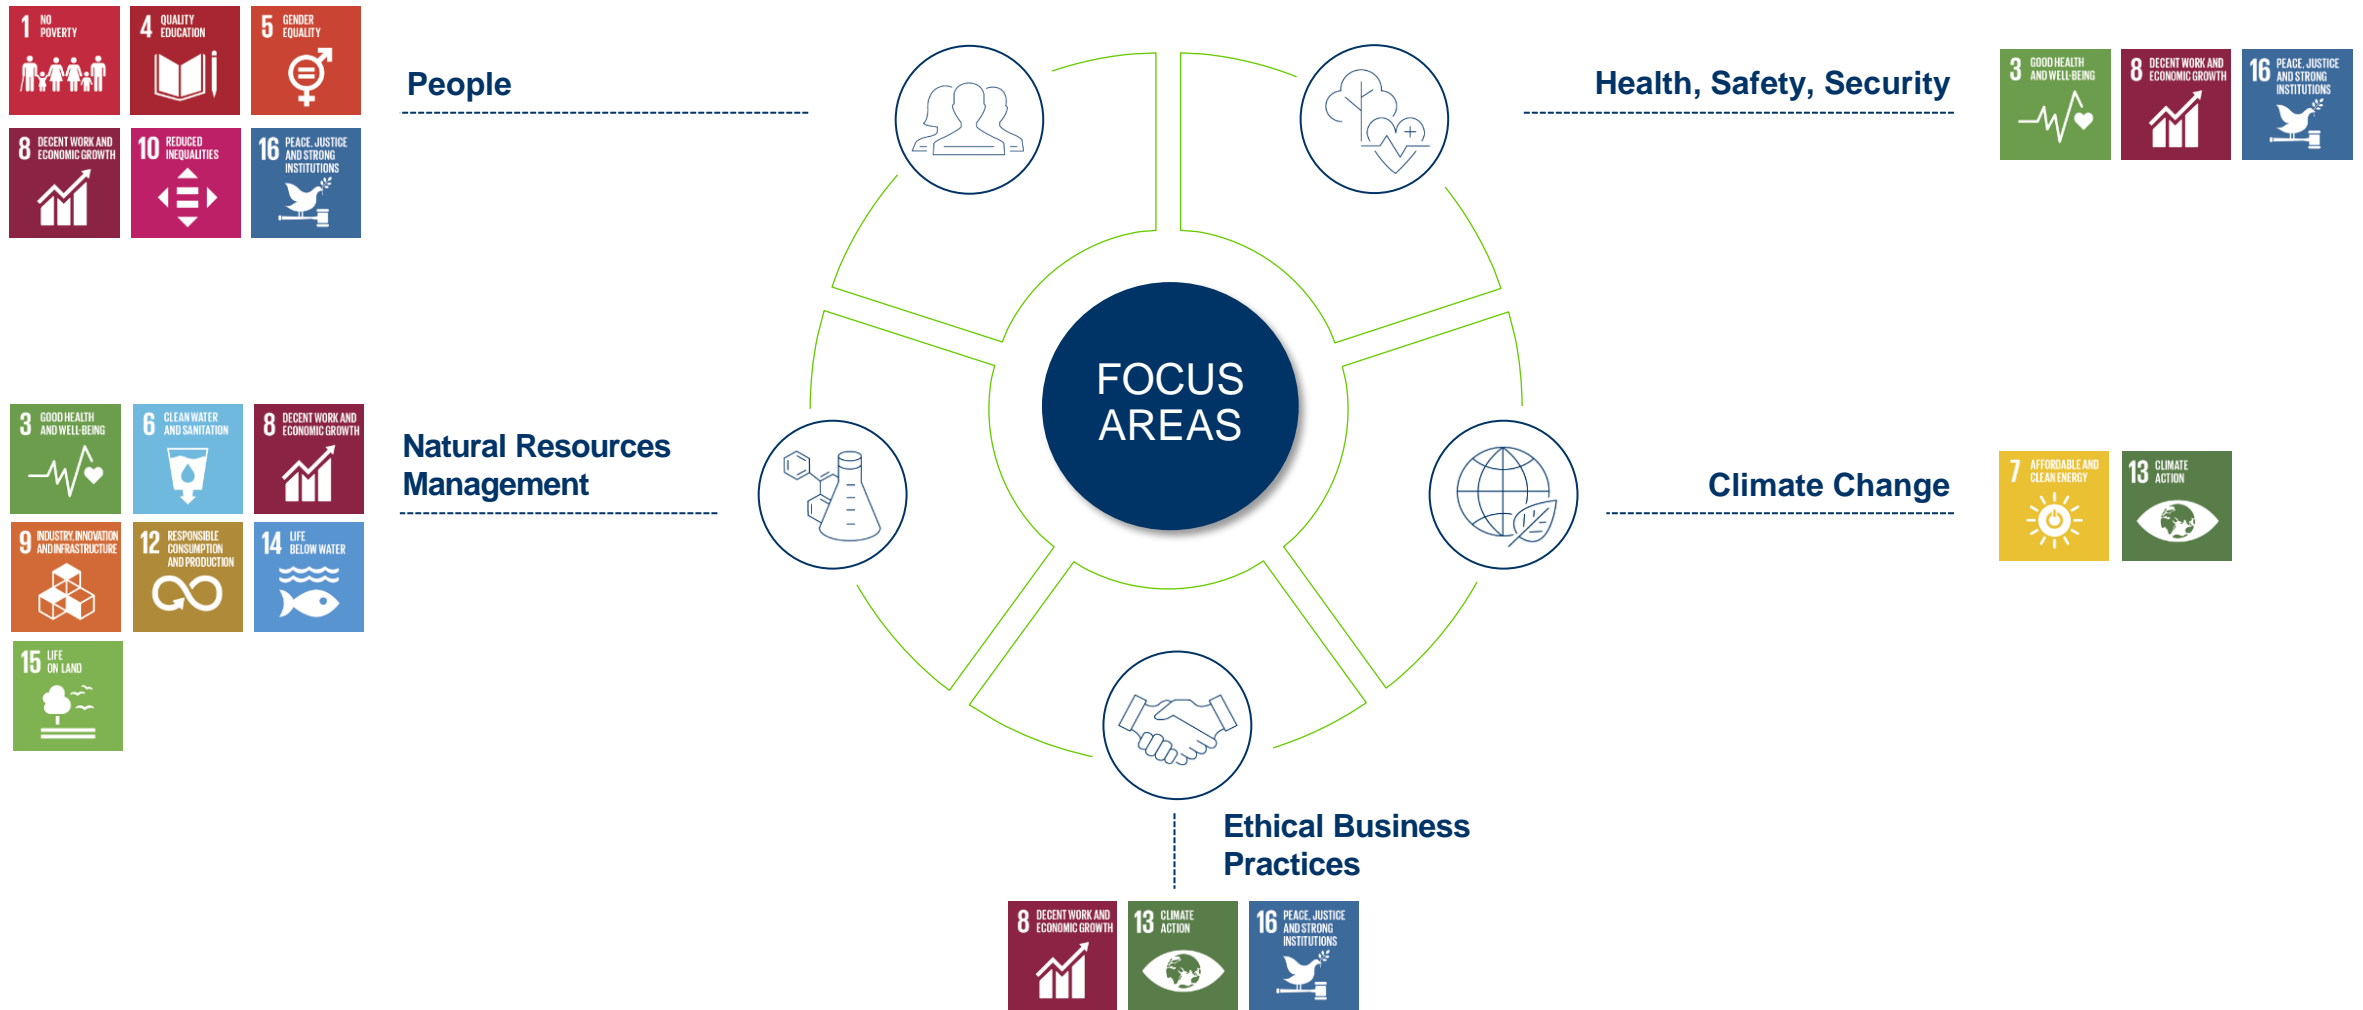 1 NO
POVERTY
4 QUALITY
EDUCATION
5 GENDER
EQUALITY
8 DECENT WORK AND
ECONOMIC GROWTH
10 REDUCED
INEQUALITIES
16 PEACE, JUSTICE
AND STRONG
INSTITUTIONS
People
Health, Safety, Security
3 GOOD HEALTH
AND WELL-BEING
8 DECENT WORK AND
ECONOMIC GROWTH
16 PEACE, JUSTICE
AND STRONG
INSTITUTIONS
FOCUS
AREAS
3 GOOD HEALTH
AND WELL-BEING
6 CLEAN WATER
AND SANITATION
8 DECENT WORK AND
ECONOMIC GROWTH
9 INDUSTRY, INNOVATION
AND INFRASTRUCTURE
12 RESPONSIBLE
CONSUMPTION
AND PRODUCTION
14 LIFE
BELOW WATER
15 LIFE
ON LAND
Natural Resources
Management
Climate Change
7 AFFORDABLE AND
CLEAN ENERGY
13 CLIMATE
ACTION
Ethical Business
Practices
8 DECENT WORK AND
ECONOMIC GROWTH
13 CLIMATE
ACTION
16 PEACE, JUSTICE
AND STRONG
INSTITUTIONS